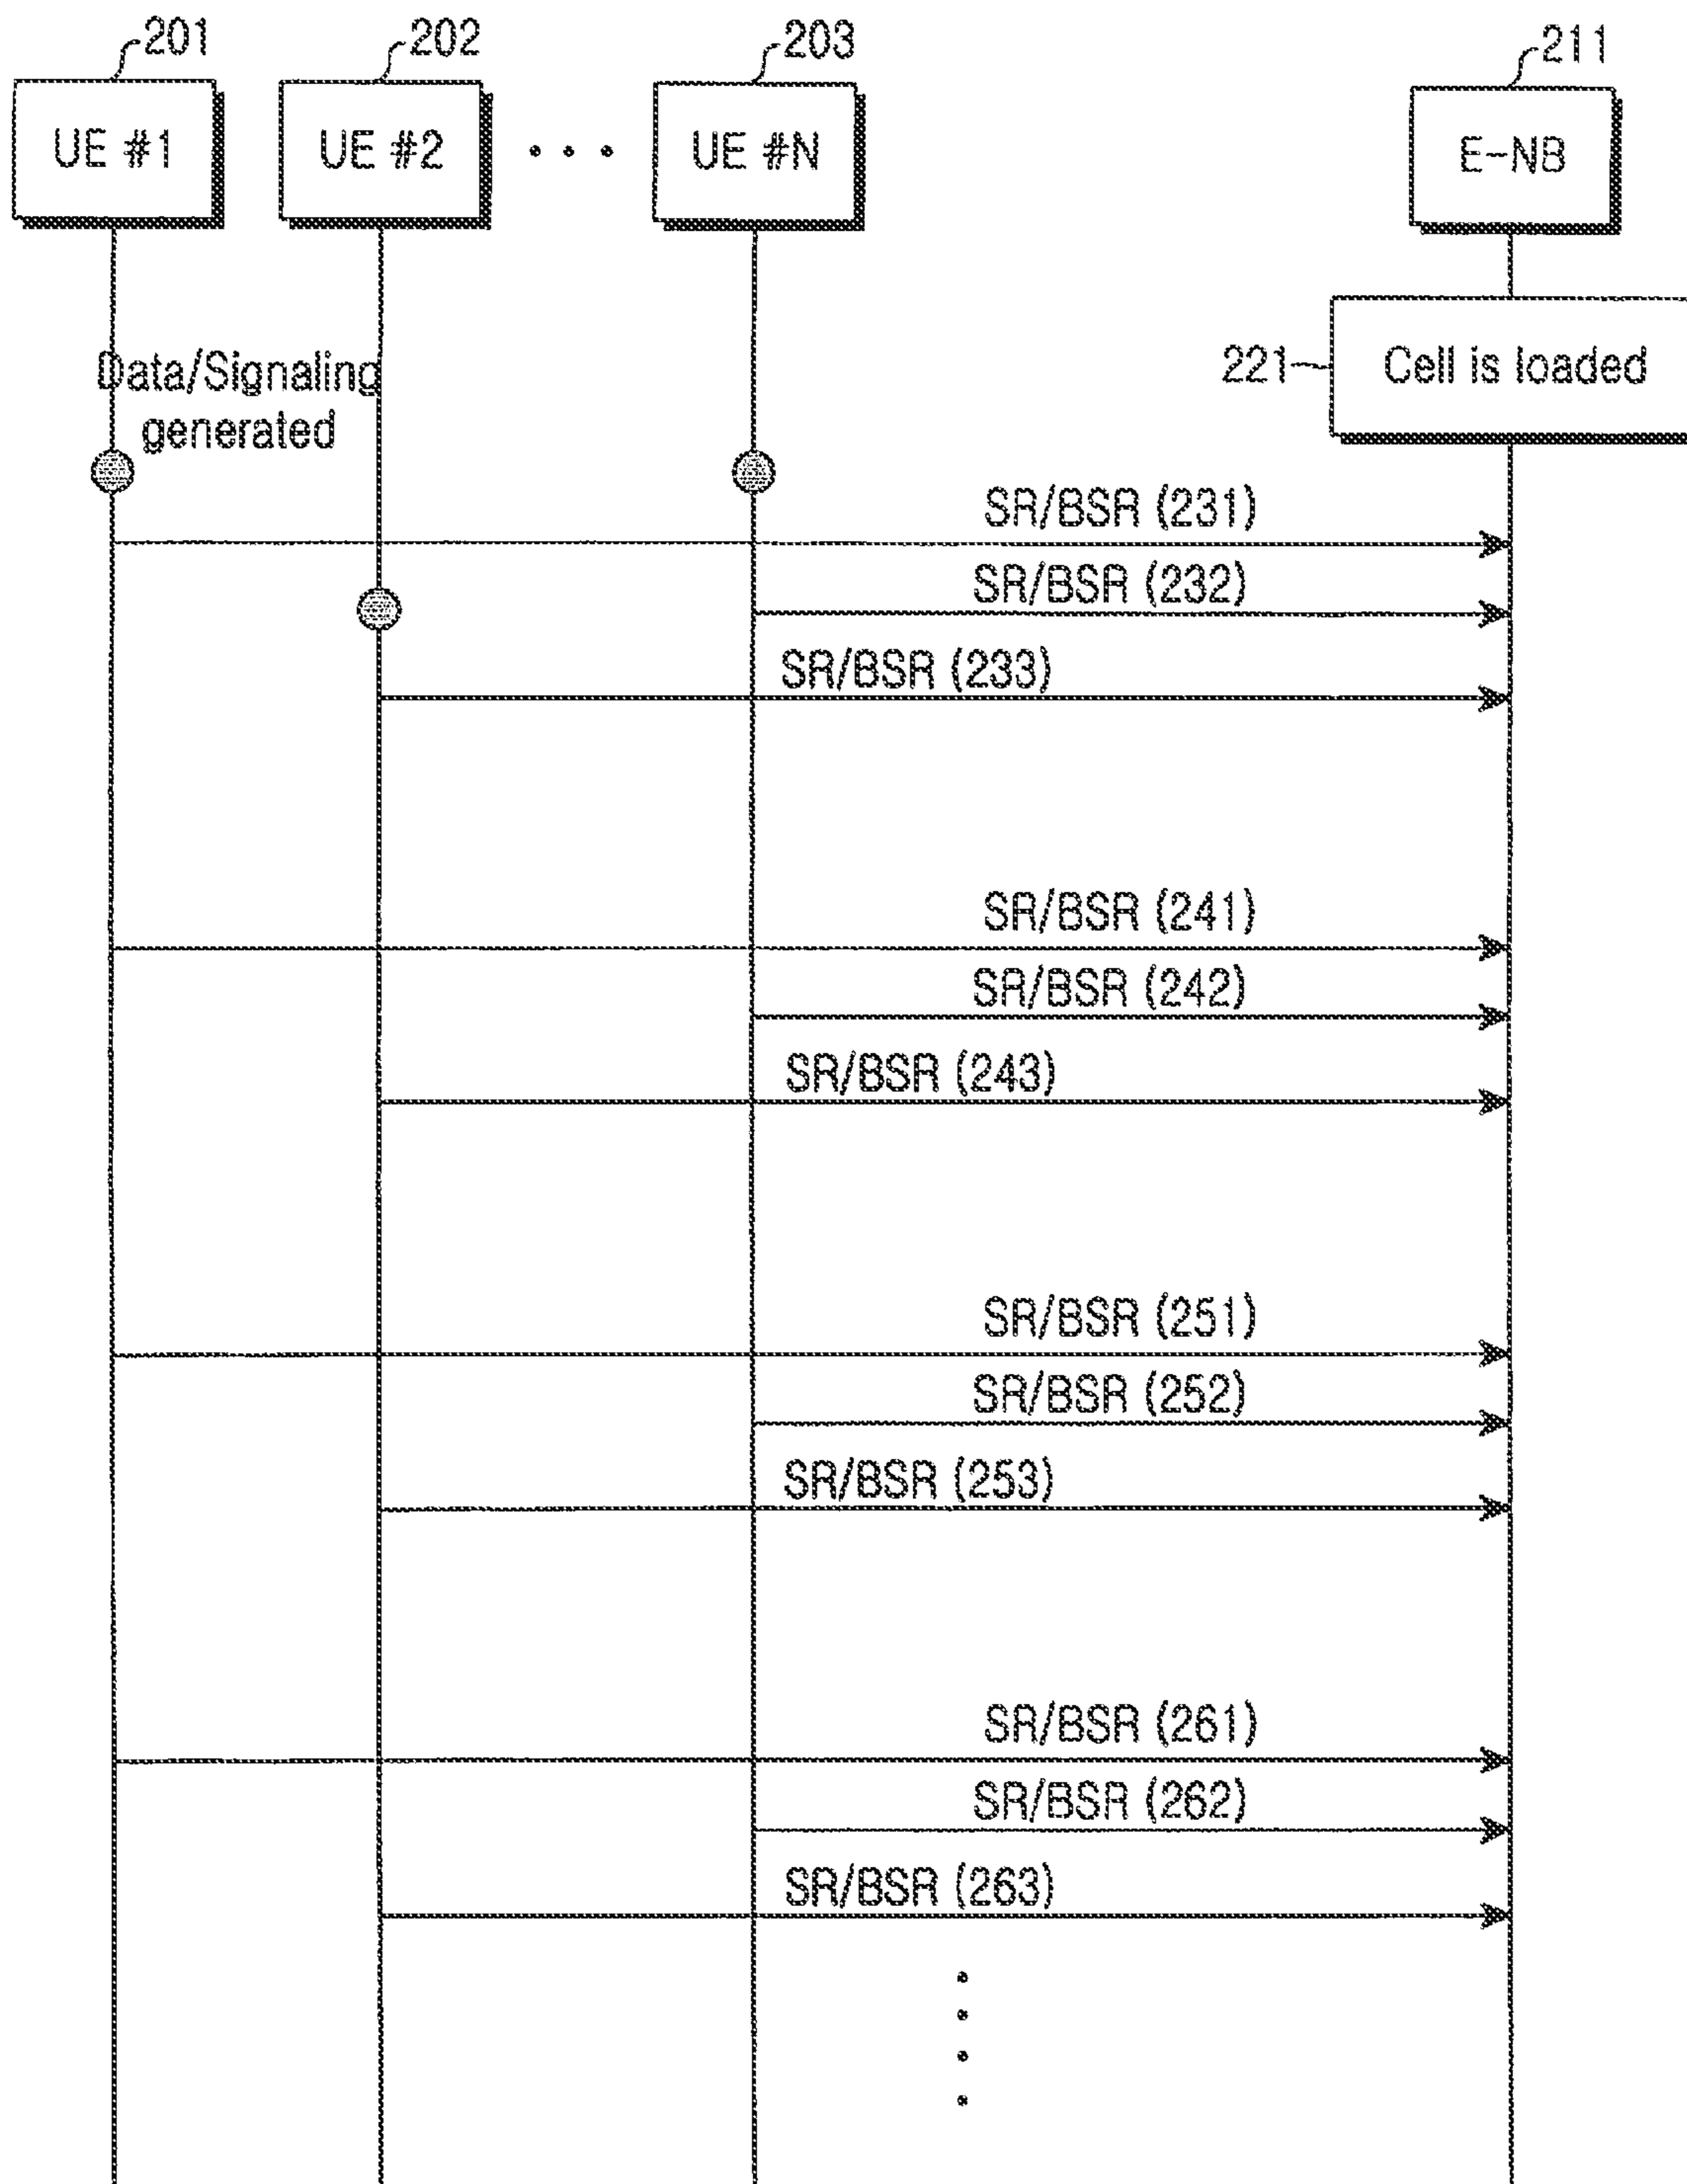 201
202
203
211
UE #1
UE #2
• • •
UE #N
E-NB
221
Cell is loaded
Data/Signaling
generated
SR/BSR (231)
SR/BSR (232)
SR/BSR (233)
SR/BSR (241)
SR/BSR (242)
SR/BSR (243)
SR/BSR (251)
SR/BSR (252)
SR/BSR (253)
SR/BSR (261)
SR/BSR (262)
SR/BSR (263)